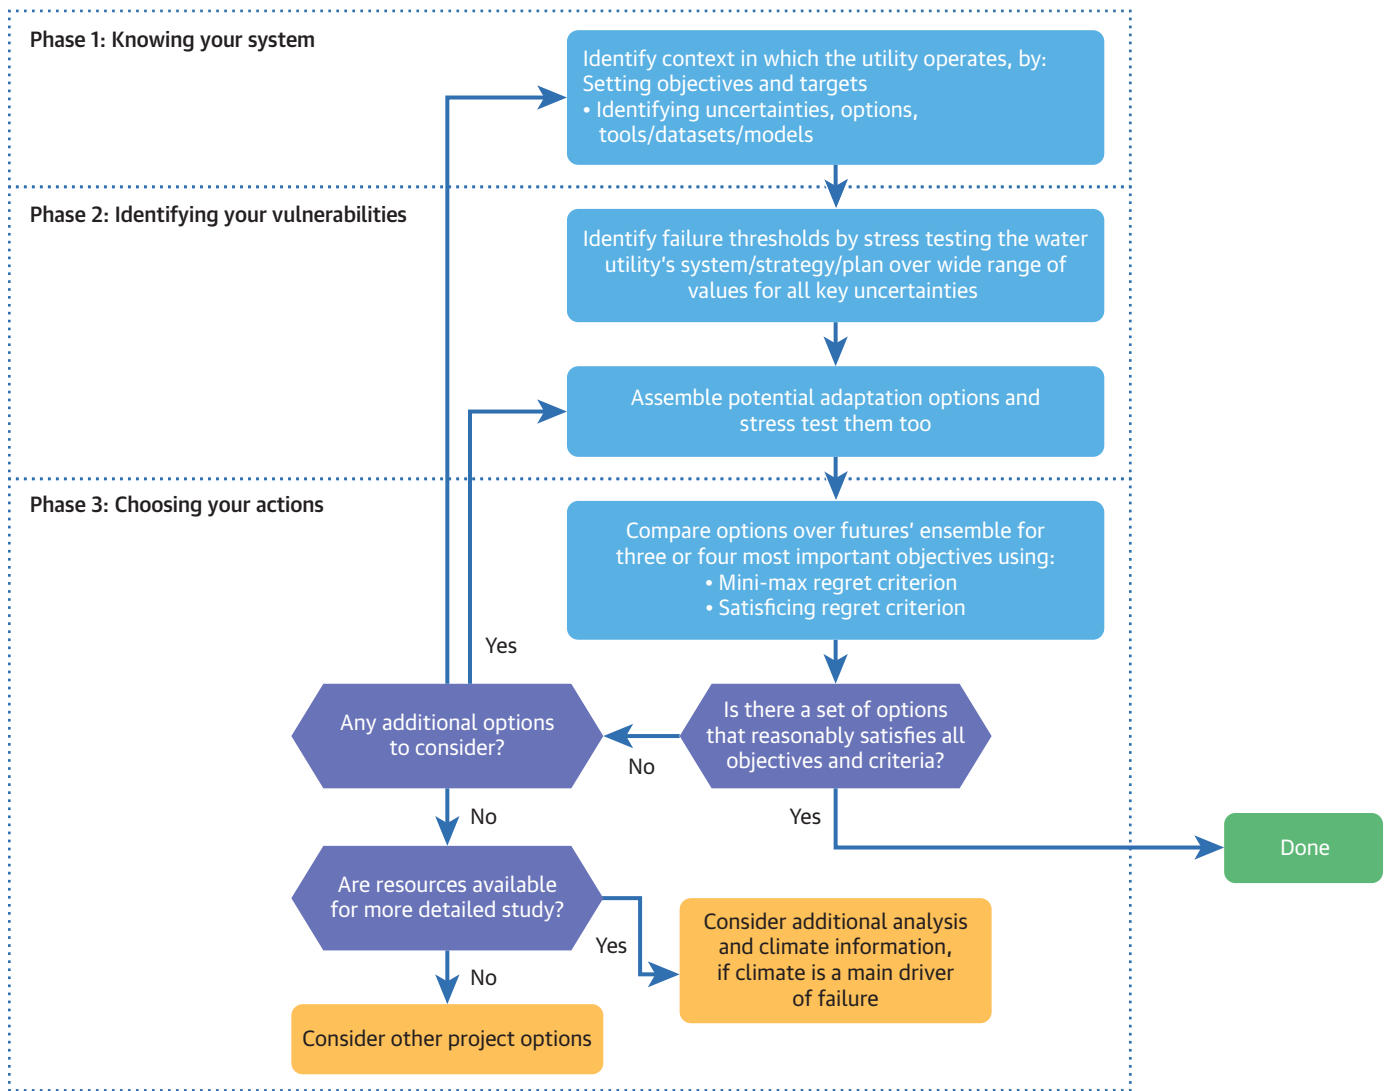 Phase 1: Knowing your system
Identify context in which the utility operates, by:
Setting objectives and targets
• Identifying uncertainties, options,
tools/datasets/models
Phase 2: Identifying your vulnerabilities
Identify failure thresholds by stress testing the water
utility’s system/strategy/plan over wide range of
values for all key uncertainties
Assemble potential adaptation options and
stress test them too
Phase 3: Choosing your actions
Compare options over futures’ ensemble for
three or four most important objectives using:
• Mini-max regret criterion
• Satisficing regret criterion
Yes
Any additional options
to consider?
No
Is there a set of options
that reasonably satisfies all
objectives and criteria?
No
Yes
Done
Are resources available
for more detailed study?
Yes
Consider additional analysis
and climate information,
if climate is a main driver
of failure
No
Consider other project options